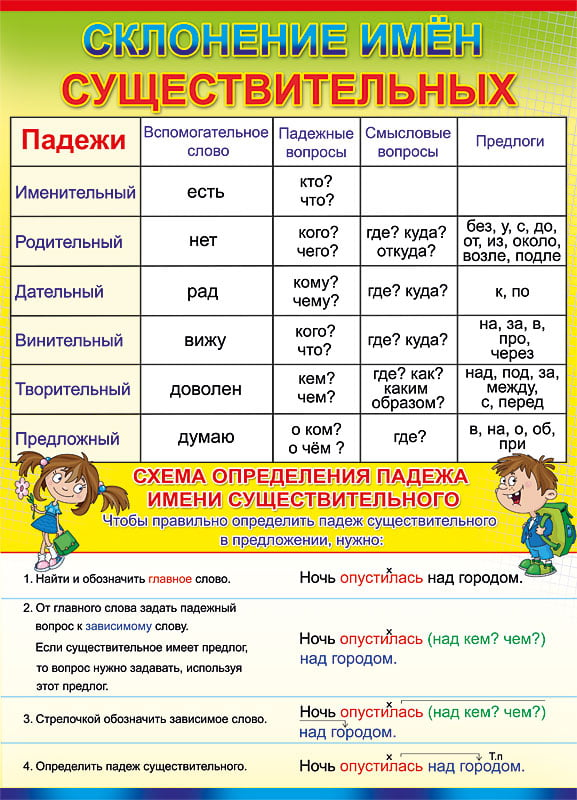 СКЛОНЕНИЕ ИМЁН
СУЩЕСТВИТЕЛЬНЫХ
Падежи
Вспомогательное
слово
Падежные
вопросы
Смысловые
вопросы
Предлоги
Именительный
есть
кто?
что?
Родительный
нет
кого?
чего?
где? куда?
откуда?
без, у, с, до,
от, из, около,
возле, подле
Дательный
рад
кому?
чему?
где? куда?
к, по
Винительный
вижу
кого?
что?
где? куда?
на, за, в,
про,
через
Творительный
доволен
кем?
чем?
где? как?
каким
образом?
над, под, за,
между,
с, перед
Предложный
думаю
о ком?
о чём ?
где?
в, на, о, об,
при
СХЕМА ОПРЕДЕЛЕНИЯ ПАДЕЖА
ИМЕНИ СУЩЕСТВИТЕЛЬНОГО
Чтобы правильно определить падеж существительного
в предложении, нужно:
1. Найти и обозначить главное слово.
х
Ночь опустилась над городом.
2. От главного слова задать падежный
вопрос к зависимому слову.
Если существительное имеет предлог,
то вопрос нужно задавать, используя
этот предлог.
х
Ночь опустилась (над кем? чем?)
над городом.
3. Стрелочкой обозначить зависимое слово.
х
Ночь опустилась (над кем? чем?)
над городом.
4. Определить падеж существительного.
х Т.п
Ночь опустилась над городом.